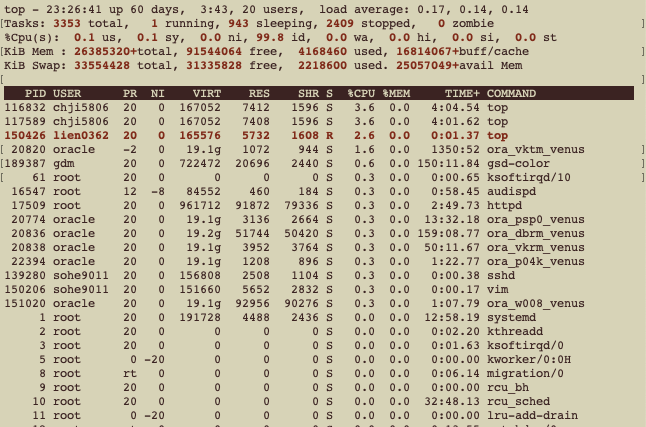 top - 23:26:41 up 60 days,  3:43, 20 users,  load average: 0.17, 0.14, 0.14
[Tasks: 3353 total,   1 running, 943 sleeping, 2409 stopped,   0 zombie ]
%Cpu(s):  0.1 us,  0.1 sy,  0.0 ni, 99.8 id,  0.0 wa,  0.0 hi,  0.0 si,  0.0 st
[KiB Mem : 26385320+total, 91544064 free,  4168460 used, 16814067+buff/cache ]
KiB Swap: 33554428 total, 31335828 free,  2218600 used. 25057049+avail Mem
[ ]
PID USER      PR  NI    VIRT    RES    SHR S  %CPU %MEM     TIME+ COMMAND
116832 chji5806  20   0  167052   7412   1596 S   3.6  0.0   4:04.54 top
117589 chji5806  20   0  167052   7408   1596 S   3.6  0.0   4:01.62 top
150426 lien0362  20   0  165576   5732   1608 R   2.6  0.0   0:01.37 top
[ 20820 oracle    -2   0   19.1g   1072    944 S   1.6  0.0   1350:52 ora_vktm_venus ]
[189387 gdm       20   0  722472  20696   2440 S   0.6  0.0 150:11.84 gsd-color ]
[ 61 root      20   0       0      0      0 S   0.3  0.0   0:00.65 ksoftirqd/10 ]
16547 root      12  -8   84552    460    184 S   0.3  0.0   0:58.45 audispd
17509 root      20   0  961712  91872  79336 S   0.3  0.0   2:49.73 httpd
20774 oracle    20   0   19.1g   3136   2664 S   0.3  0.0  13:32.18 ora_psp0_venus
20836 oracle    20   0   19.2g  51744  50420 S   0.3  0.0 159:08.77 ora_dbrm_venus
20838 oracle    20   0   19.1g   3952   3764 S   0.3  0.0  50:11.67 ora_vkrm_venus
22394 oracle    20   0   19.1g   1208    896 S   0.3  0.0   1:22.77 ora_p04k_venus
139280 sohe9011  20   0  156808   2508   1104 S   0.3  0.0   0:00.38 sshd
150206 sohe9011  20   0  151660   5652   2832 S   0.3  0.0   0:00.17 vim
151020 oracle    20   0   19.1g  92956  90276 S   0.3  0.0   1:07.79 ora_w008_venus
1 root      20   0  191728   4488   2436 S   0.0  0.0  12:58.19 systemd
2 root      20   0       0      0      0 S   0.0  0.0   0:02.20 kthreadd
3 root      20   0       0      0      0 S   0.0  0.0   0:01.63 ksoftirqd/0
5 root       0 -20       0      0      0 S   0.0  0.0   0:00.00 kworker/0:0H
8 root      rt   0       0      0      0 S   0.0  0.0   0:06.14 migration/0
9 root      20   0       0      0      0 S   0.0  0.0   0:00.00 rcu_bh
10 root      20   0       0      0      0 S   0.0  0.0  32:48.13 rcu_sched
11 root       0 -20       0      0      0 S   0.0  0.0   0:00.00 lru-add-drain